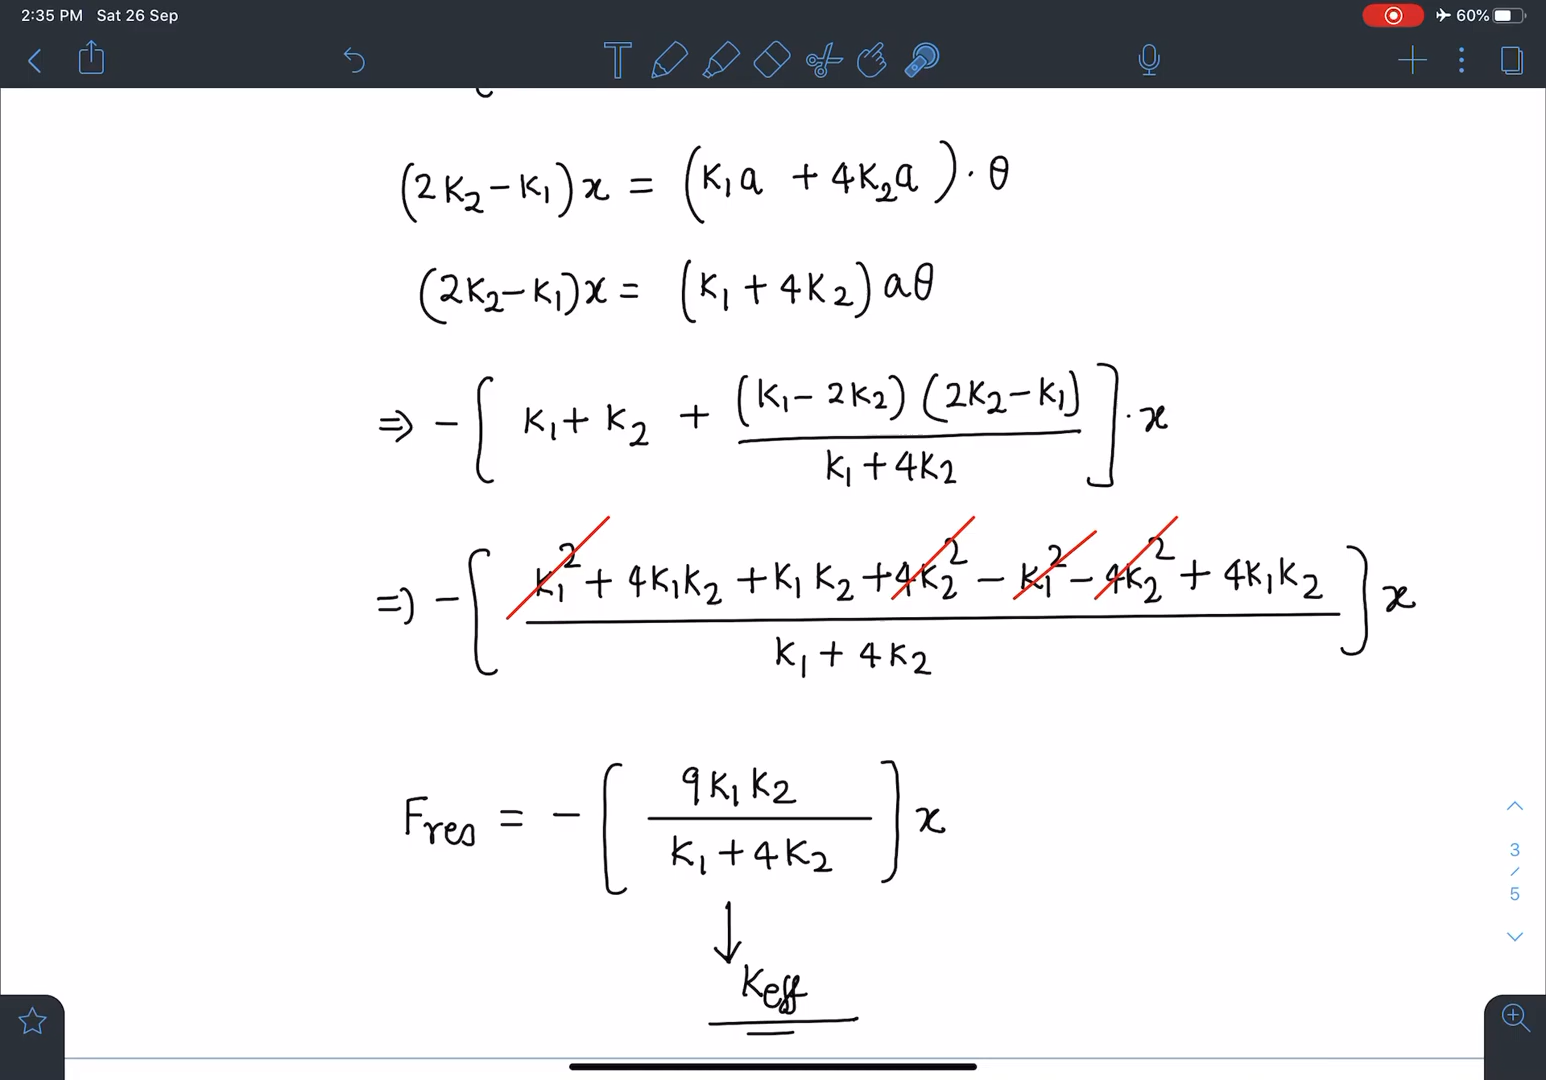 2:35 PM Sat 26 Sep
60%
(2K₂−K₁)x = (K₁a + 4K₂a)·θ
(2K₂−K₁)x = (K₁ + 4K₂) aθ
⇒ −[ K₁ + K₂ + (K₁ − 2K₂)(2K₂−K₁) / K₁ + 4K₂ ]·x
⇒ −[ K₁² + 4K₁K₂ + K₁K₂ + 4K₂² − K₁² − 4K₂² + 4K₁K₂ / K₁ + 4K₂ ] x
Fres = −[ 9K₁K₂ / K₁ + 4K₂ ] x
↓
Keff
3
/
5